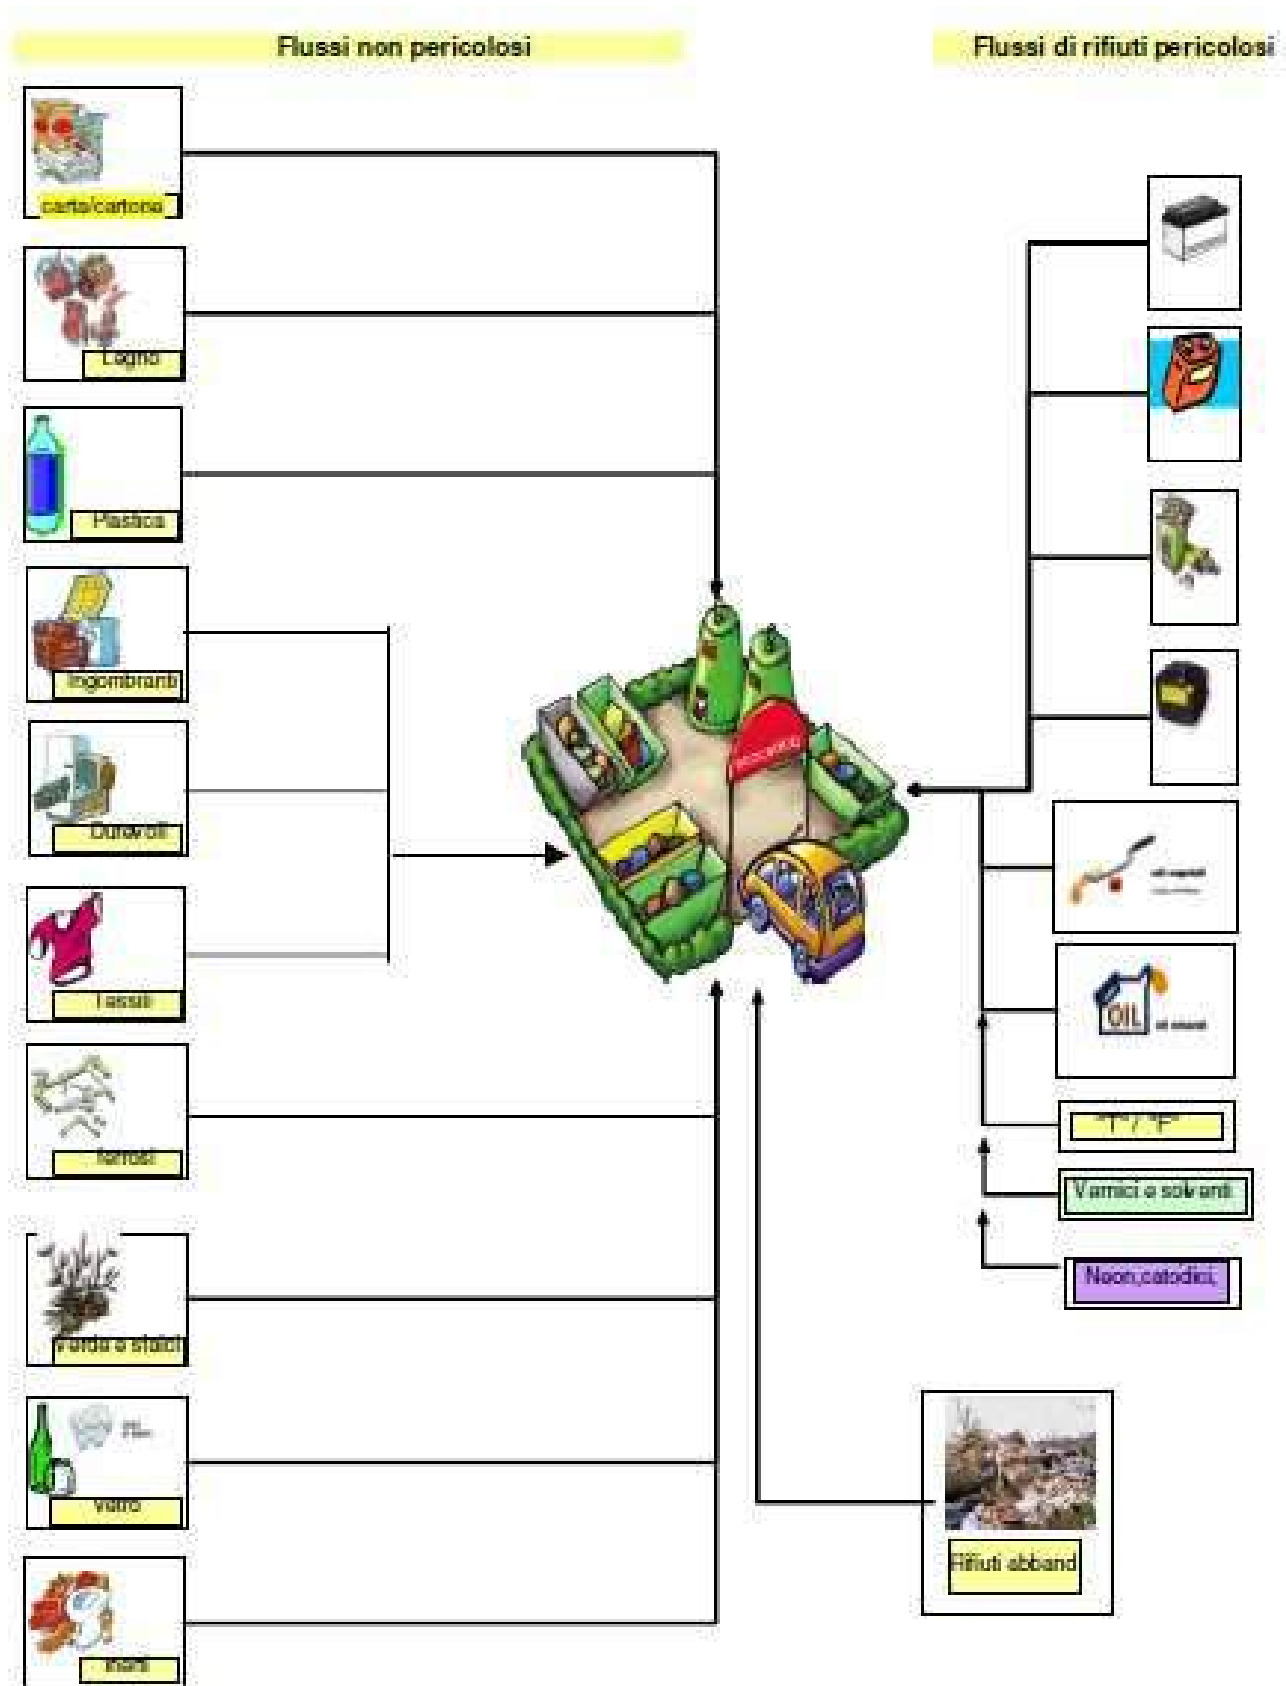 Flussi non pericolosi
Flussi di rifiuti pericolosi
carta/cartone
Legno
Plastica
Ingombranti
Durevoli
Tessili
ferrosi
Verde e sfalci
Vetro
Inerti
OIL
Vernici e solventi
Neon,catodici,
Rifiuti abband